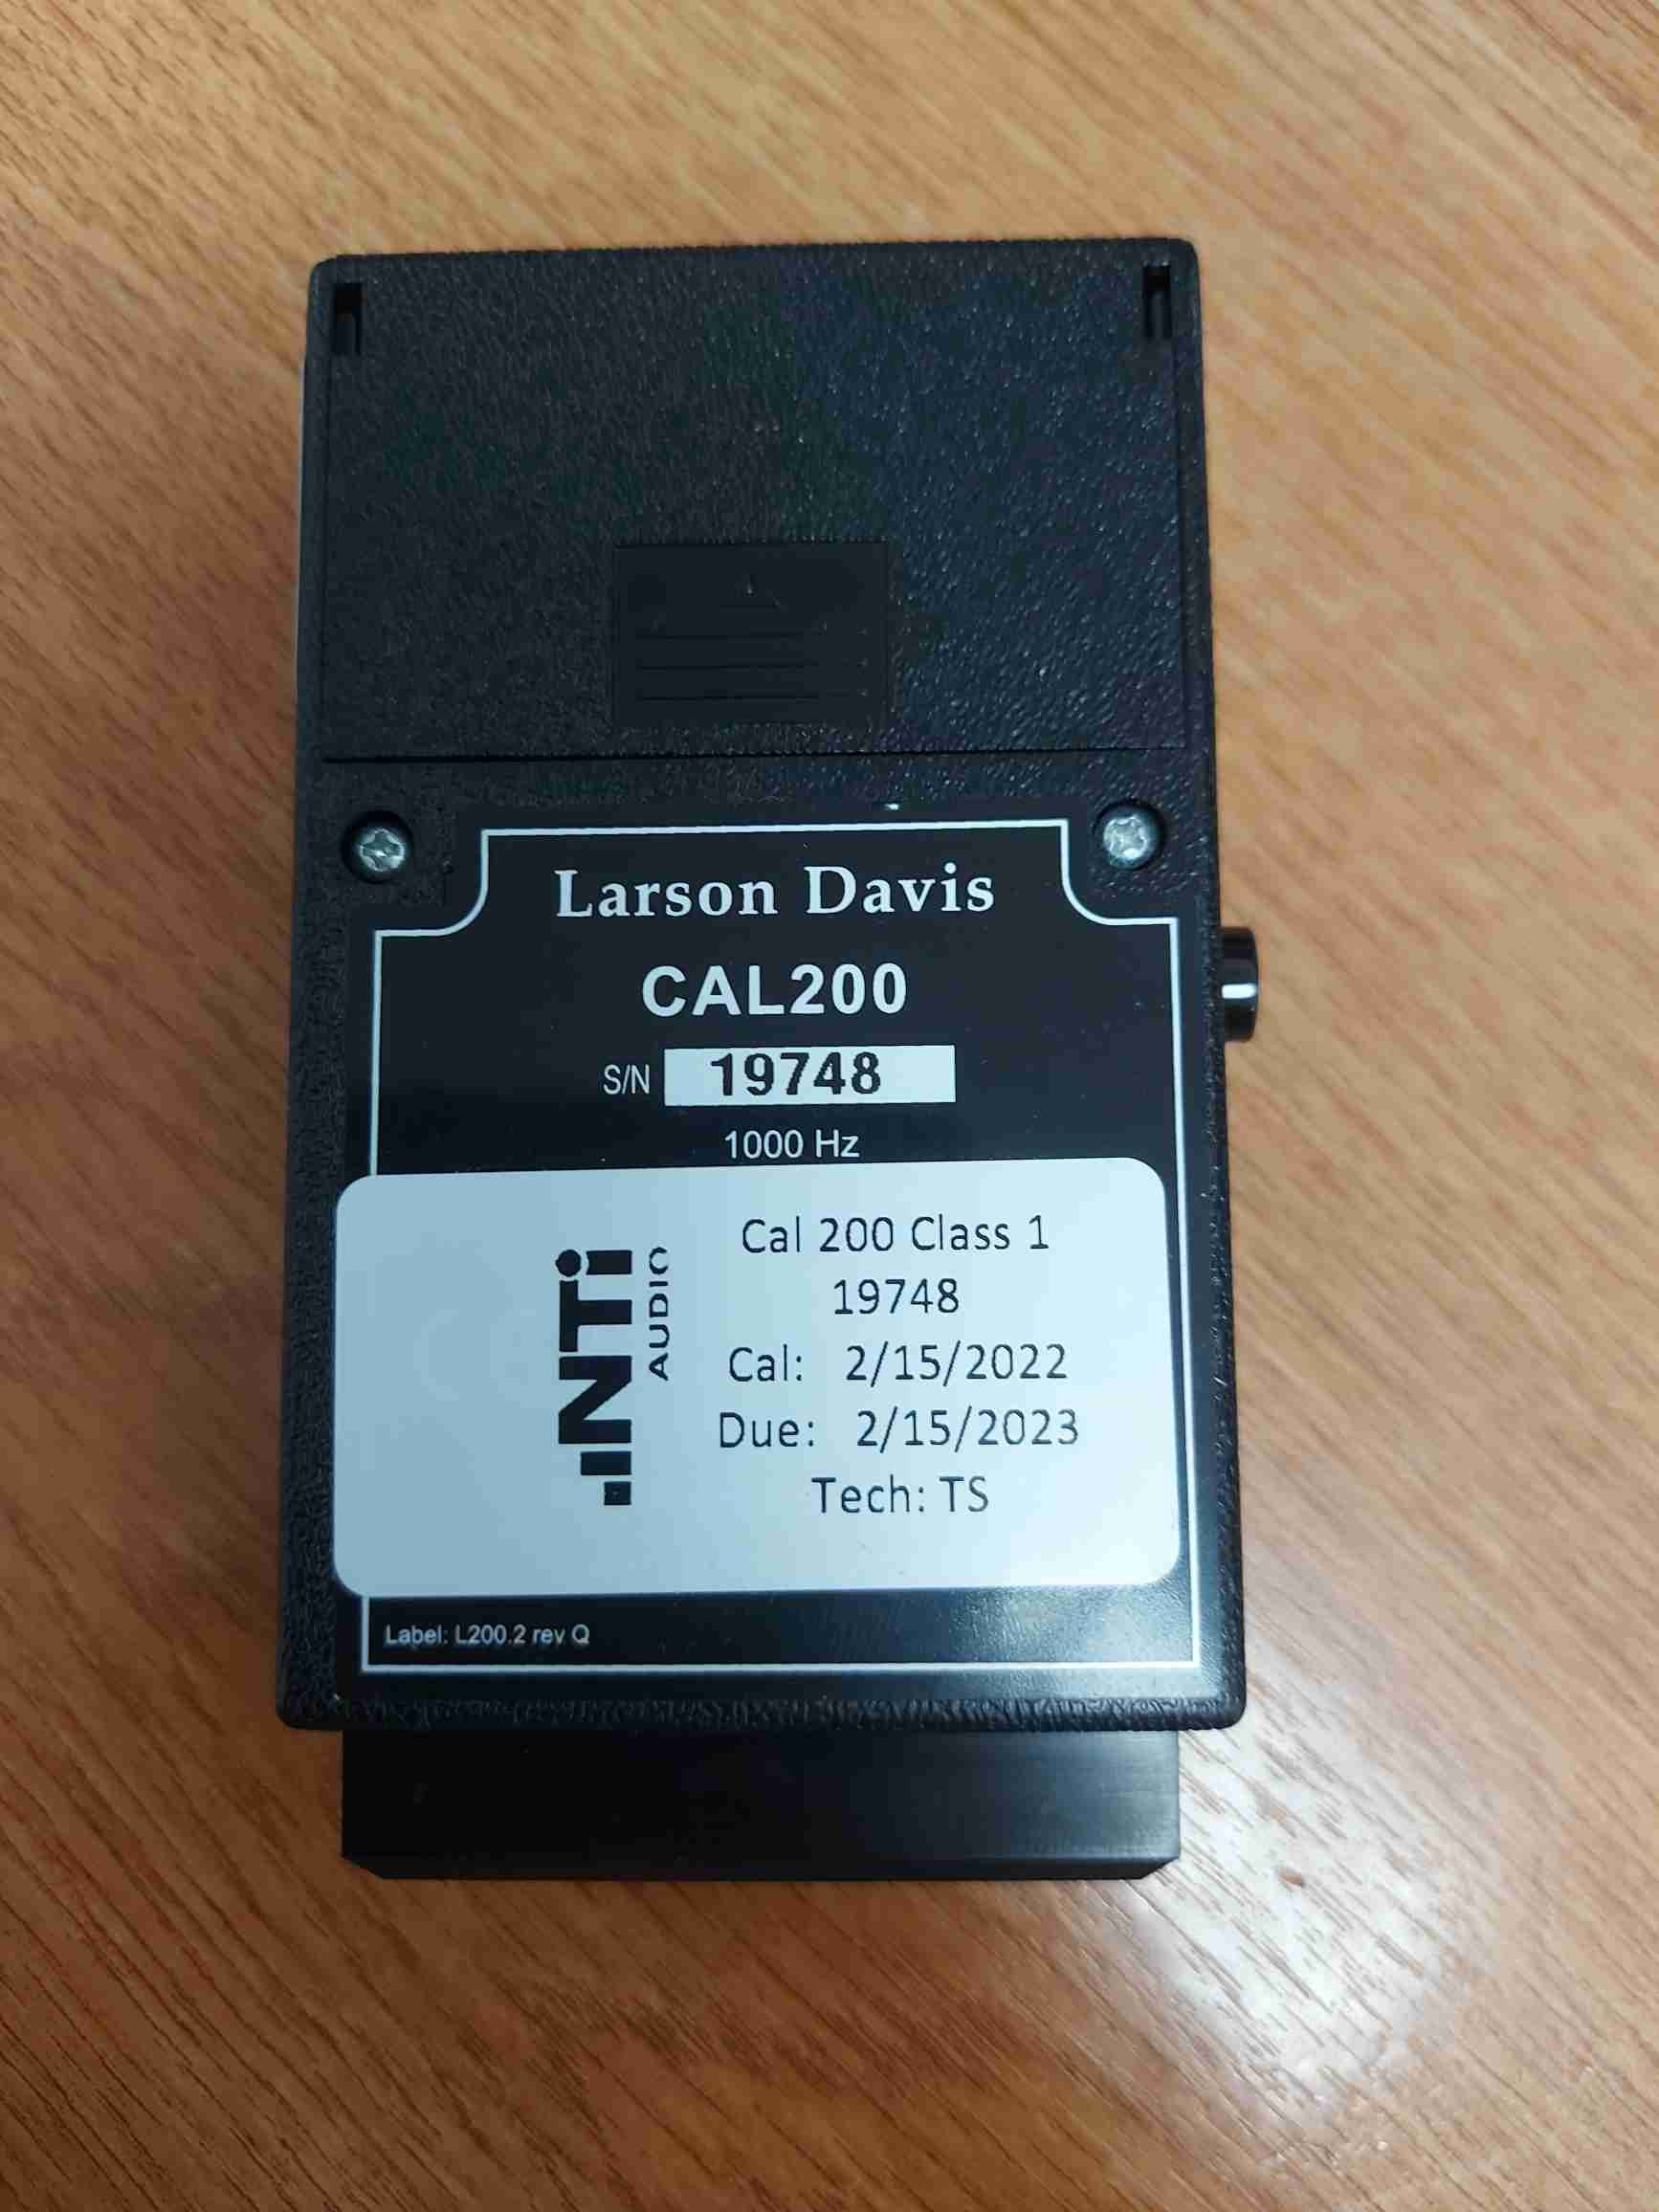 Larson Davis
CAL200
S/N 19748
1000 Hz
NTi
AUDIO
Cal 200 Class 1
19748
Cal: 2/15/2022
Due: 2/15/2023
Tech: TS
Label: L200.2 rev Q